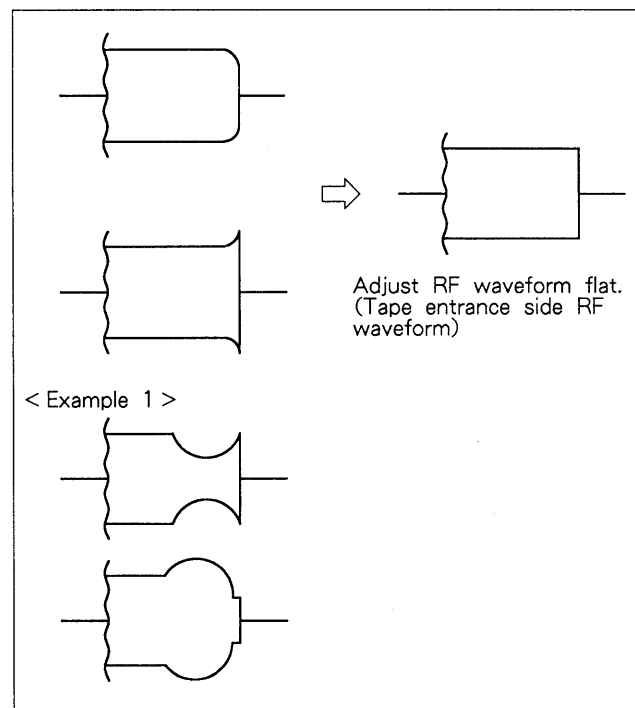 Adjust RF waveform flat.
(Tape entrance side RF
waveform)
< Example 1 >